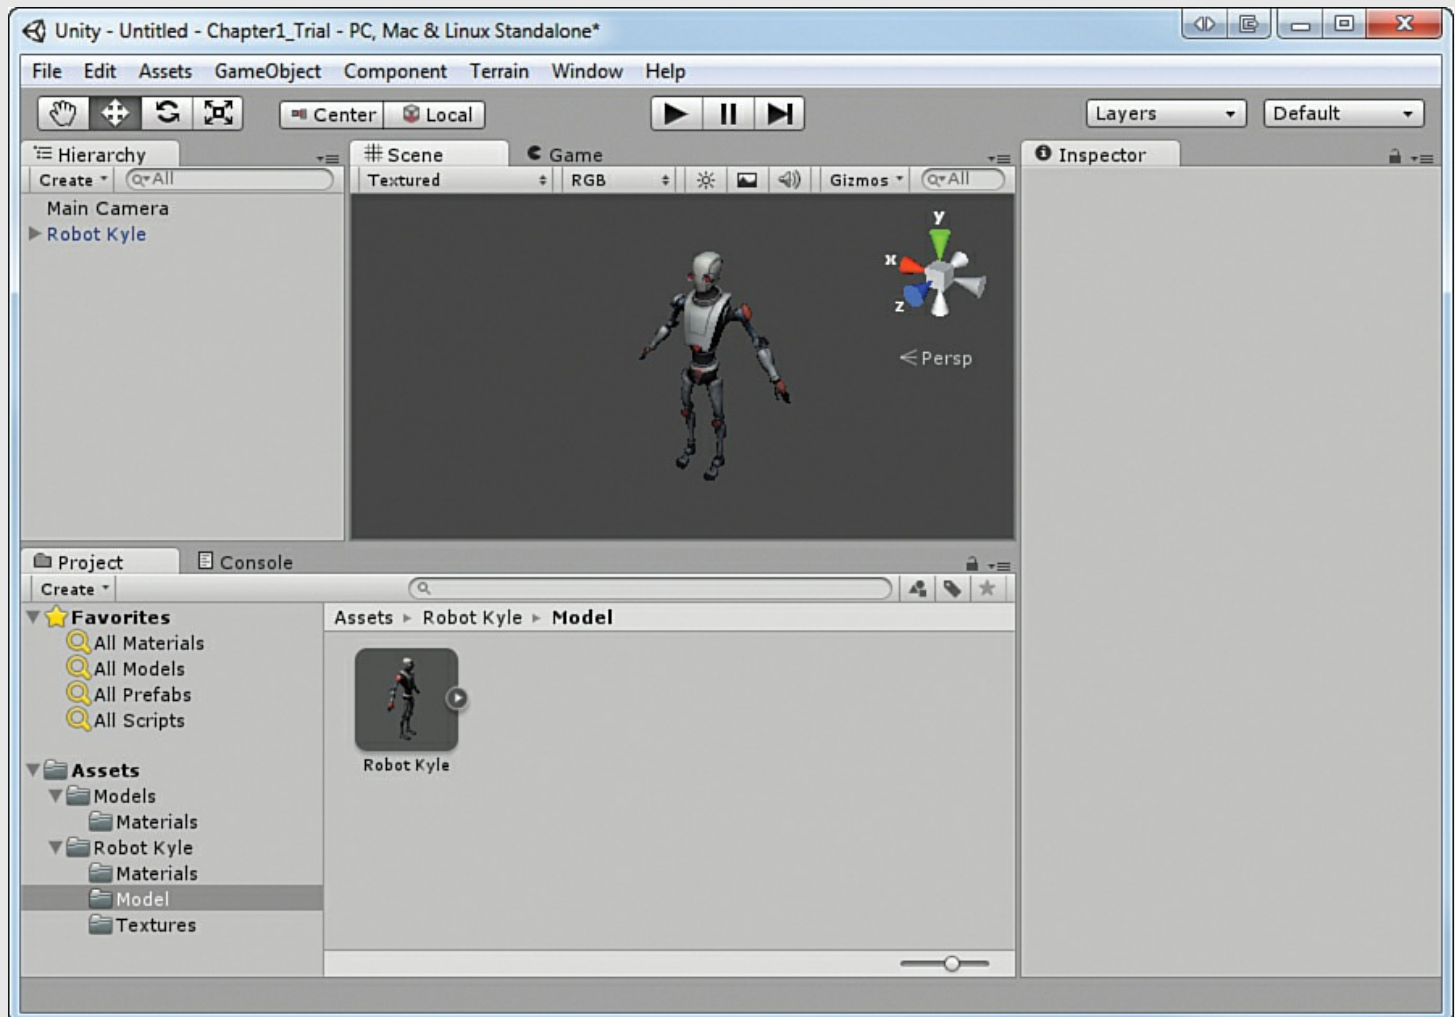 Unity - Untitled - Chapter1_Trial - PC, Mac & Linux Standalone*
File Edit Assets GameObject Component Terrain Window Help
Center Local Layers Default
Hierarchy
Create All
Main Camera
Robot Kyle
Scene Game
Textured RGB Gizmos All
y
x
z
Persp
Inspector
Project Console
Create
Favorites
All Materials
All Models
All Prefabs
All Scripts
Assets
Models
Materials
Robot Kyle
Materials
Model
Textures
Assets Robot Kyle Model
Robot Kyle